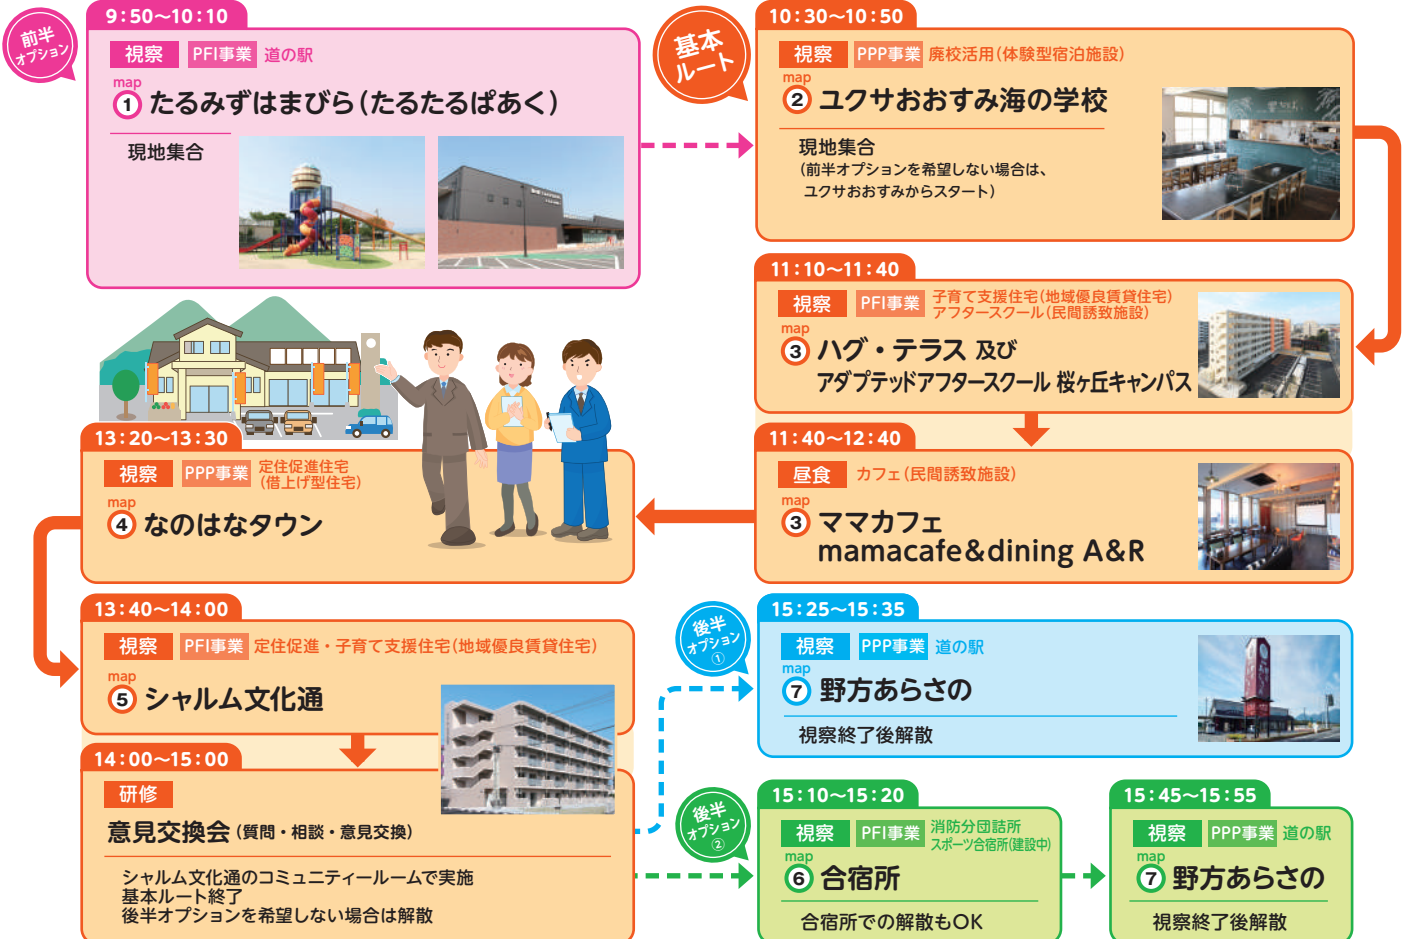 前半
オプション
9:50〜10:10
視察 PFI事業 道の駅
map
① たるみずはまびら(たるたるぱあく)
現地集合
基本
ルート
10:30〜10:50
視察 PPP事業 廃校活用(体験型宿泊施設)
map
② ユクサおおすみ海の学校
現地集合
(前半オプションを希望しない場合は、
ユクサおおすみからスタート)
11:10〜11:40
視察 PFI事業 子育て支援住宅(地域優良賃貸住宅)
アフタースクール(民間誘致施設)
map
③ ハグ・テラス 及び
アダプテッドアフタースクール 桜ヶ丘キャンパス
11:40〜12:40
昼食 カフェ(民間誘致施設)
map
③ ママカフェ
mamacafe&dining A&R
13:20〜13:30
視察 PPP事業 定住促進住宅
(借上げ型住宅)
map
④ なのはなタウン
13:40〜14:00
視察 PFI事業 定住促進・子育て支援住宅(地域優良賃貸住宅)
map
⑤ シャルム文化通
14:00〜15:00
研修
意見交換会(質問・相談・意見交換)
シャルム文化通のコミュニティールームで実施
基本ルート終了
後半オプションを希望しない場合は解散
後半
オプション
①
15:25〜15:35
視察 PPP事業 道の駅
map
⑦ 野方あらさの
視察終了後解散
後半
オプション
②
15:10〜15:20
視察 PFI事業 消防分団詰所
スポーツ合宿所(建設中)
map
⑥ 合宿所
合宿所での解散もOK
15:45〜15:55
視察 PPP事業 道の駅
map
⑦ 野方あらさの
視察終了後解散